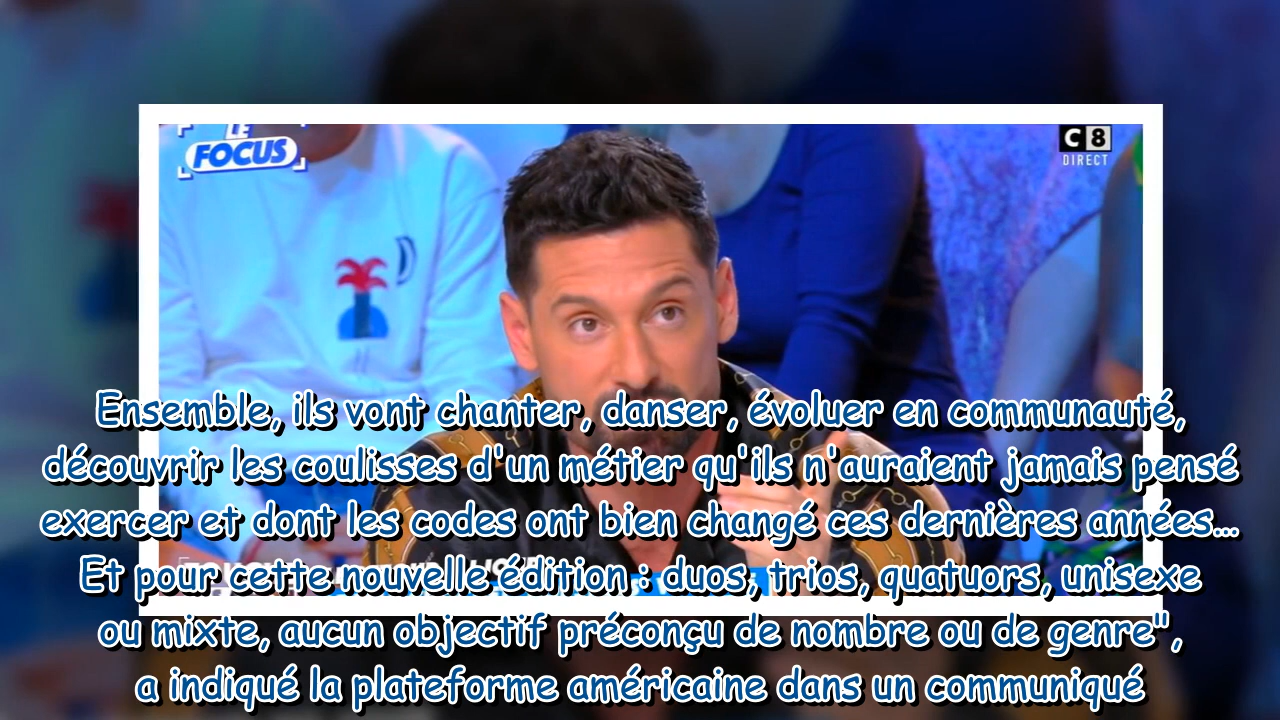 LE
FOCUS
C8
DIRECT
Ensemble, ils vont chanter, danser, évoluer en communauté,
découvrir les coulisses d'un métier qu'ils n'auraient jamais pensé
exercer et dont les codes ont bien changé ces dernières années...
Et pour cette nouvelle édition : duos, trios, quatuors, unisexe
ou mixte, aucun objectif préconçu de nombre ou de genre",
a indiqué la plateforme américaine dans un communiqué